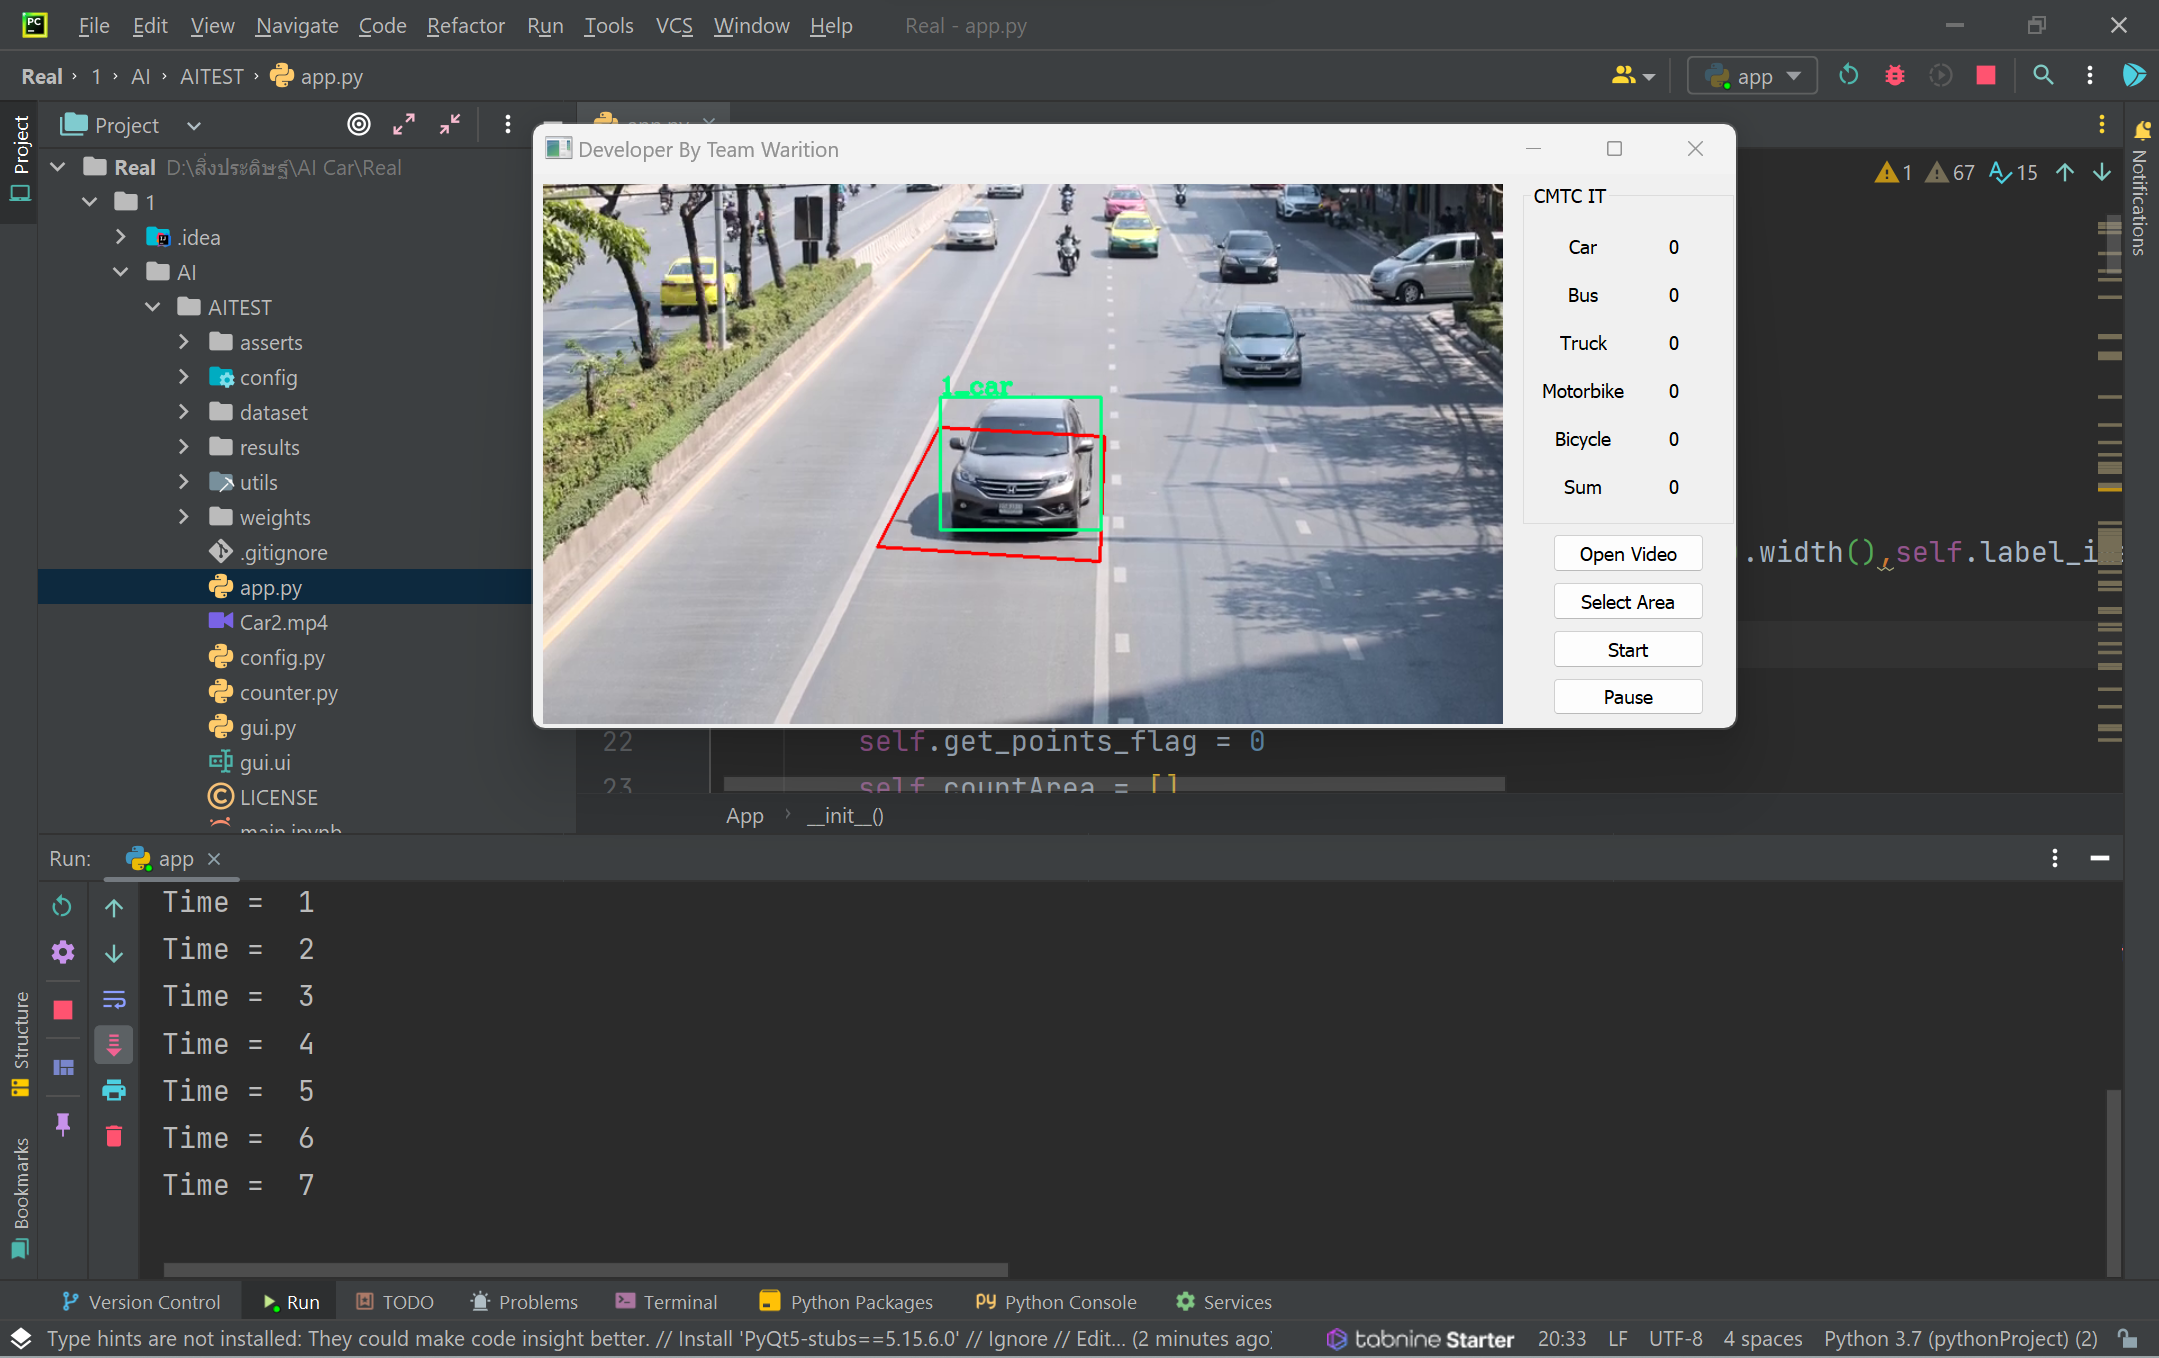 File Edit View Navigate Code Refactor Run Tools VCS Window Help Real - app.py
Real 1 AI AITEST app.py
app
Project
Developer By Team Warition
Real D:\สิ่งประดิษฐ์\AI Car\Real
1
.idea
AI
AITEST
asserts
config
dataset
results
utils
weights
.gitignore
app.py
Car2.mp4
config.py
counter.py
gui.py
gui.ui
LICENSE
main.ipynb
Project
Structure
Bookmarks
Notifications
1_car
CMTC IT
Car 0
Bus 0
Truck 0
Motorbike 0
Bicycle 0
Sum 0
Open Video
Select Area
Start
Pause
1 67 15
.width(),self.label_i
22 self.get_points_flag = 0
23 self.countArea = []
App __init__()
Run: app
Time = 1
Time = 2
Time = 3
Time = 4
Time = 5
Time = 6
Time = 7
Version Control Run TODO Problems Terminal Python Packages Python Console Services
Type hints are not installed: They could make code insight better. // Install 'PyQt5-stubs==5.15.6.0' // Ignore // Edit... (2 minutes ago) tabnine Starter 20:33 LF UTF-8 4 spaces Python 3.7 (pythonProject) (2)